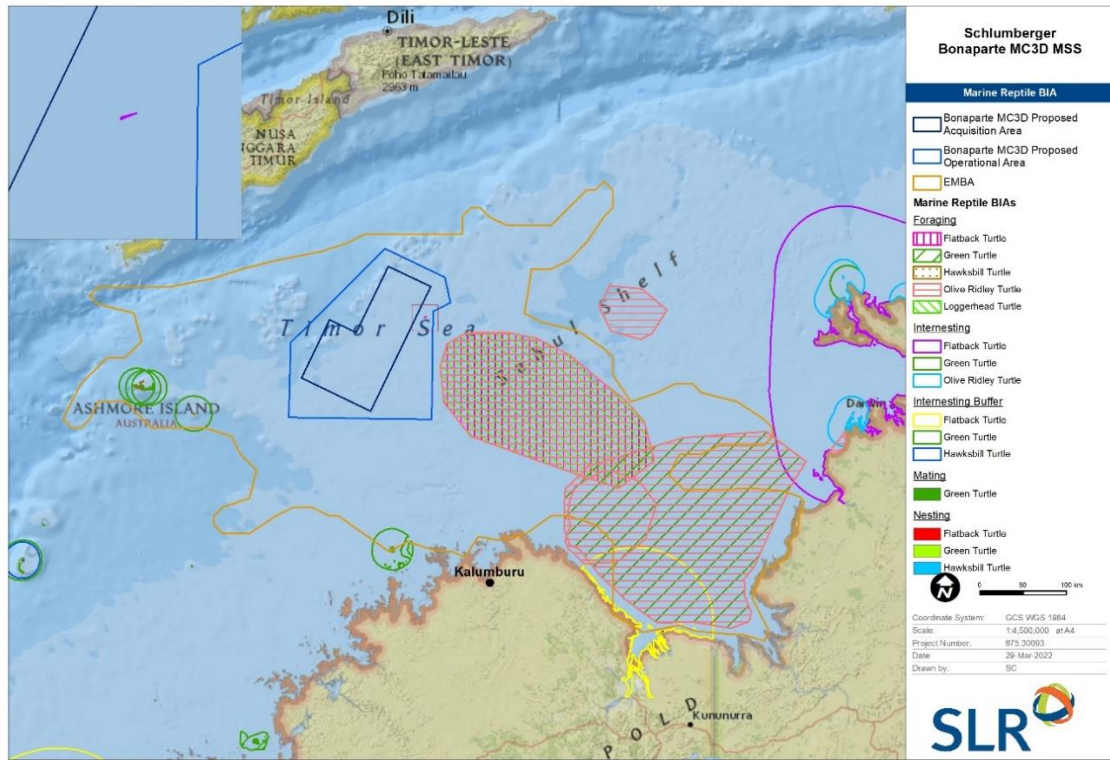 Dili
TIMOR-LESTE
(EAST TIMOR)
Foho Tatamailau
2963 m
Timor Island
NUSA
NGGARA
TIMUR
Timor Sea
Sahul Shelf
ASHMORE ISLAND
AUSTRALIA
Darwin
Kalumburu
Kununurra
POLD
Schlumberger
Bonaparte MC3D MSS
Marine Reptile BIA
Bonaparte MC3D Proposed
Acquisition Area
Bonaparte MC3D Proposed
Operational Area
EMBA
Marine Reptile BIAs
Foraging
Flatback Turtle
Green Turtle
Hawksbill Turtle
Olive Ridley Turtle
Loggerhead Turtle
Internesting
Flatback Turtle
Green Turtle
Olive Ridley Turtle
Internesting Buffer
Flatback Turtle
Green Turtle
Hawksbill Turtle
Mating
Green Turtle
Nesting
Flatback Turtle
Green Turtle
Hawksbill Turtle
N
0 50 100 km
Coordinate System: GCS WGS 1984
Scale: 1:4,500,000 at A4
Project Number: 675.30093
Date: 29-Mar-2022
Drawn by: SC
SLR